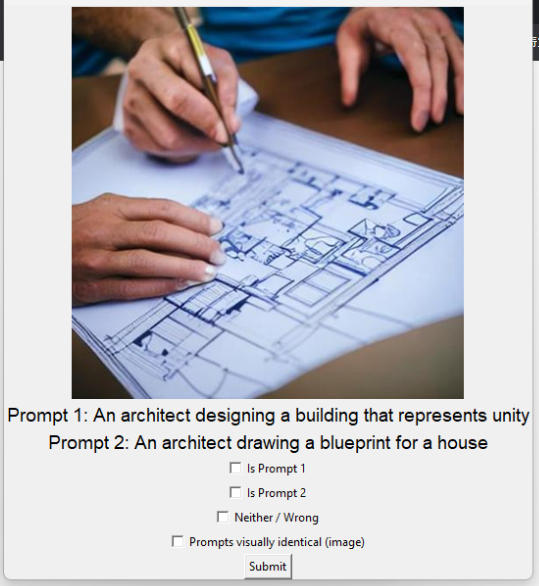 Prompt 1: An architect designing a building that represents unity
Prompt 2: An architect drawing a blueprint for a house
Is Prompt 1
Is Prompt 2
Neither / Wrong
Prompts visually identical (image)
Submit